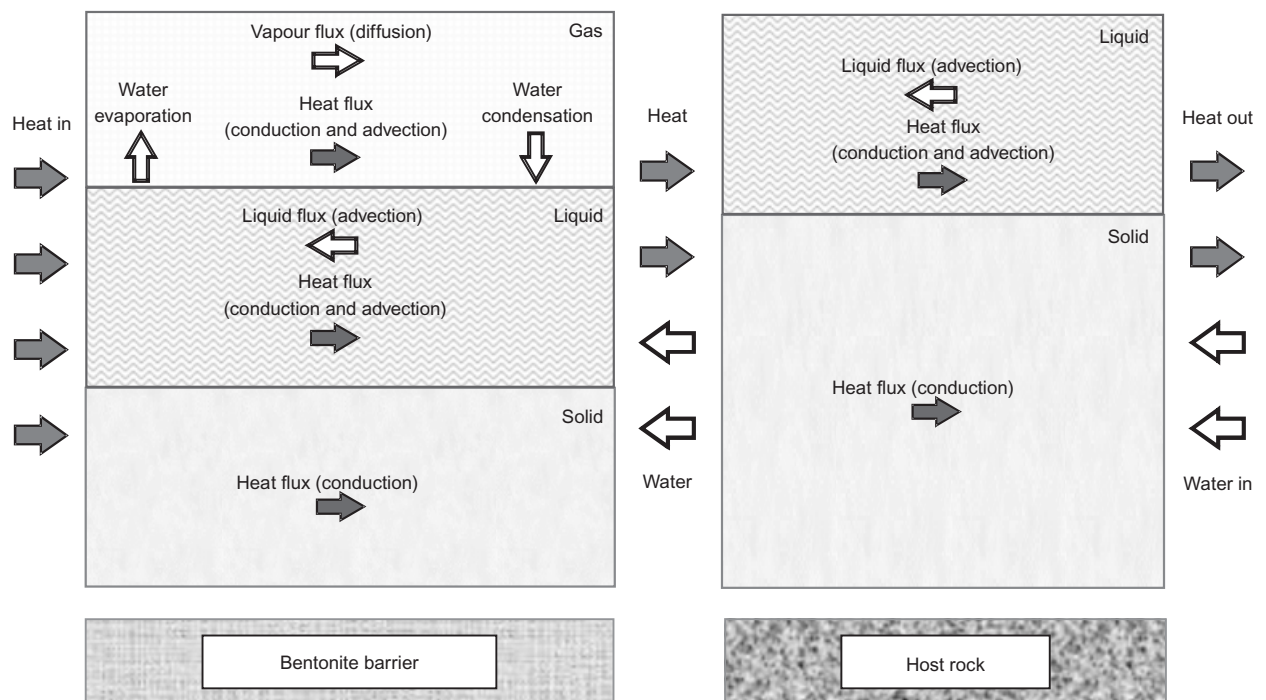 Heat in
Vapour flux (diffusion)
Gas
Water
evaporation
Heat flux
(conduction and advection)
Water
condensation
Liquid flux (advection)
Liquid
Heat flux
(conduction and advection)
Solid
Heat flux (conduction)
Bentonite barrier
Heat
Water
Liquid
Liquid flux (advection)
Heat flux
(conduction and advection)
Solid
Heat flux (conduction)
Host rock
Heat out
Water in